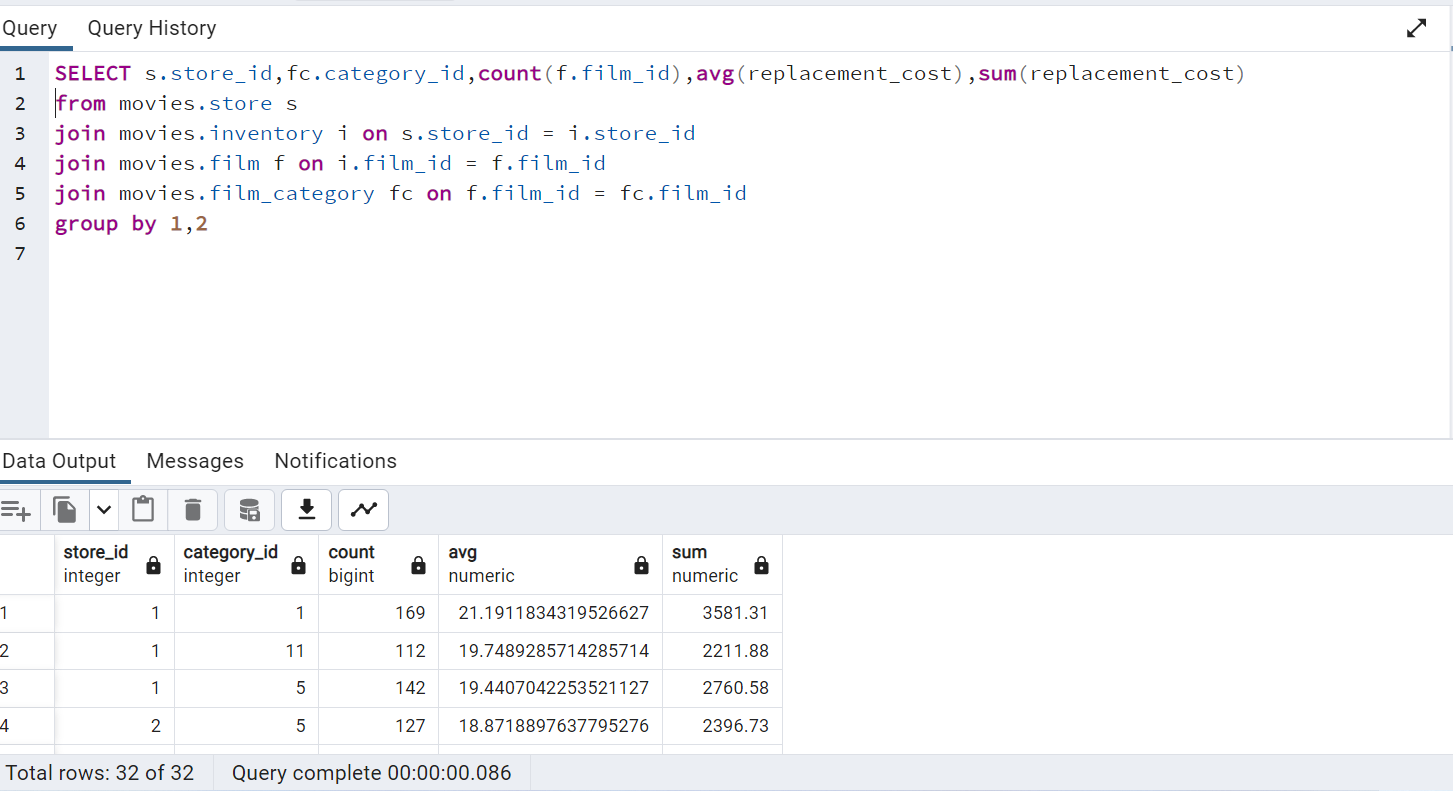 Query Query History
1 SELECT s.store_id,fc.category_id,count(f.film_id),avg(replacement_cost),sum(replacement_cost)
2 from movies.store s
3 join movies.inventory i on s.store_id = i.store_id
4 join movies.film f on i.film_id = f.film_id
5 join movies.film_category fc on f.film_id = fc.film_id
6 group by 1,2
7
Data Output Messages Notifications
store_id category_id count avg sum
integer integer bigint numeric numeric
1 1 1 169 21.1911834319526627 3581.31
2 1 11 112 19.7489285714285714 2211.88
3 1 5 142 19.4407042253521127 2760.58
4 2 5 127 18.8718897637795276 2396.73
Total rows: 32 of 32 Query complete 00:00:00.086